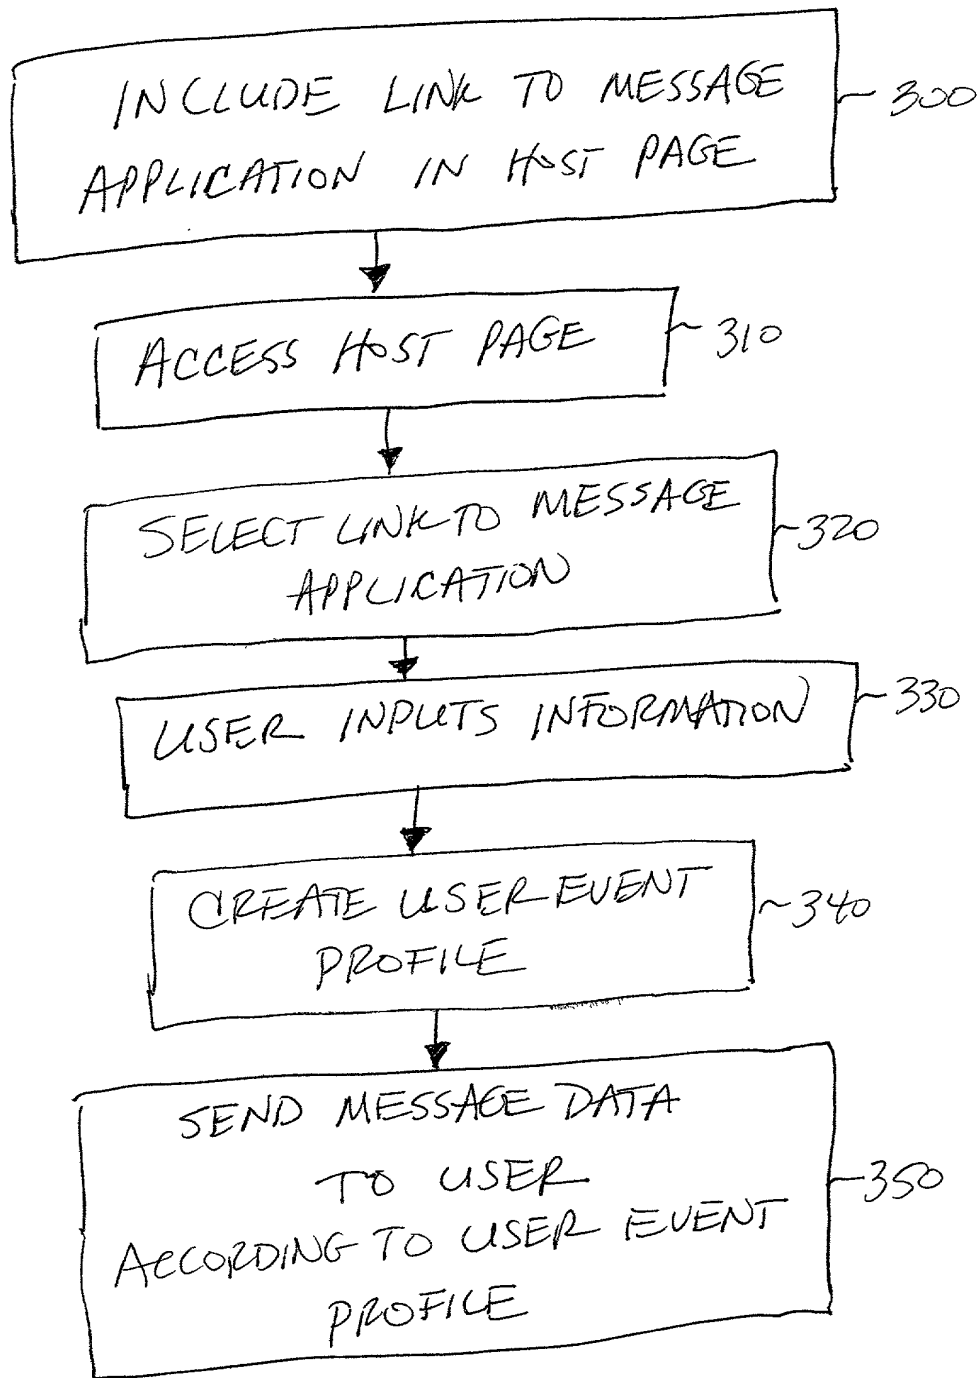 INCLUDE LINK TO MESSAGE
APPLICATION IN HOST PAGE
300
ACCESS HOST PAGE
310
SELECT LINK TO MESSAGE
APPLICATION
320
USER INPUTS INFORMATION
330
CREATE USER EVENT
PROFILE
340
SEND MESSAGE DATA
TO USER
ACCORDING TO USER EVENT
PROFILE
350